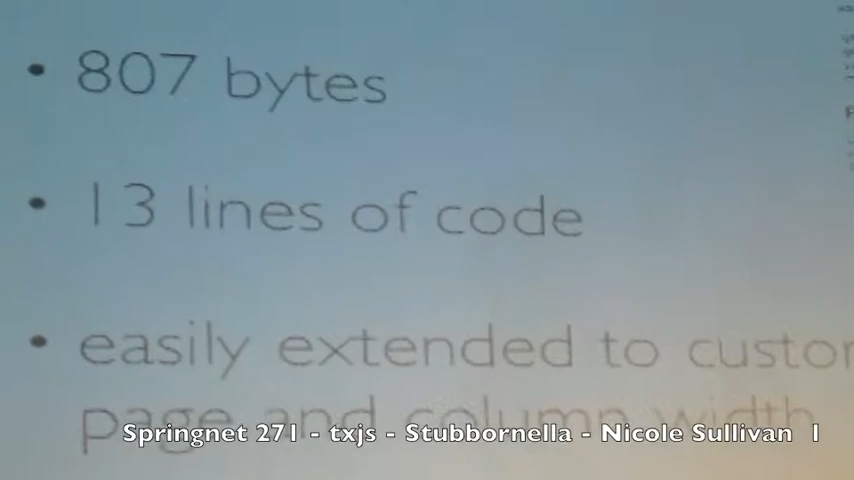 • 807 bytes
• 13 lines of code
• easily extended to custom
page and column width
Springnet 271 - txjs - Stubbornella - Nicole Sullivan 1